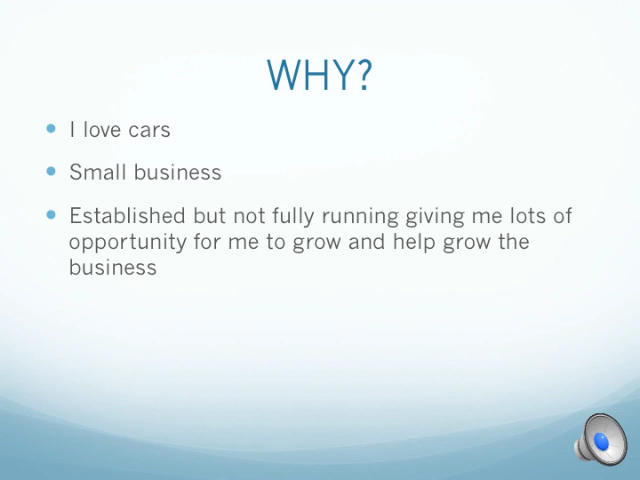 WHY?
• I love cars
• Small business
• Established but not fully running giving me lots of
opportunity for me to grow and help grow the
business